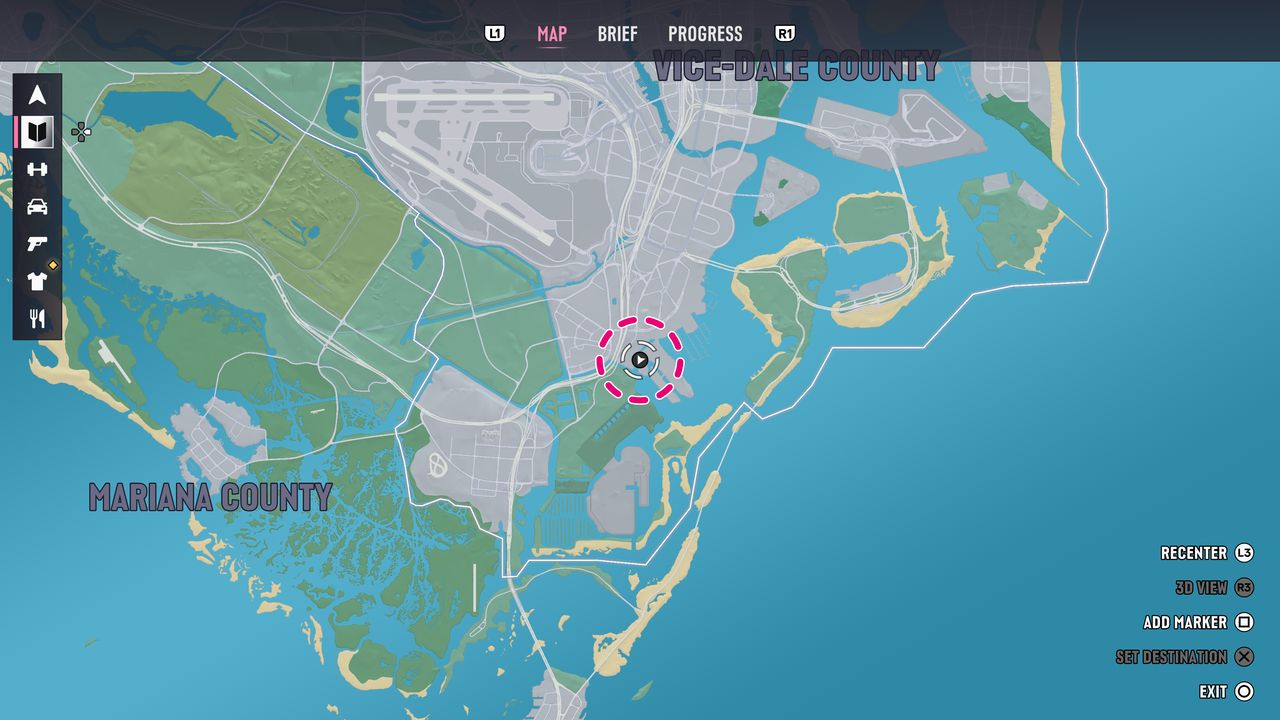 L1 MAP BRIEF PROGRESS R1
VICE-DALE COUNTY
MARIANA COUNTY
RECENTER L3
3D VIEW R3
ADD MARKER
SET DESTINATION
EXIT